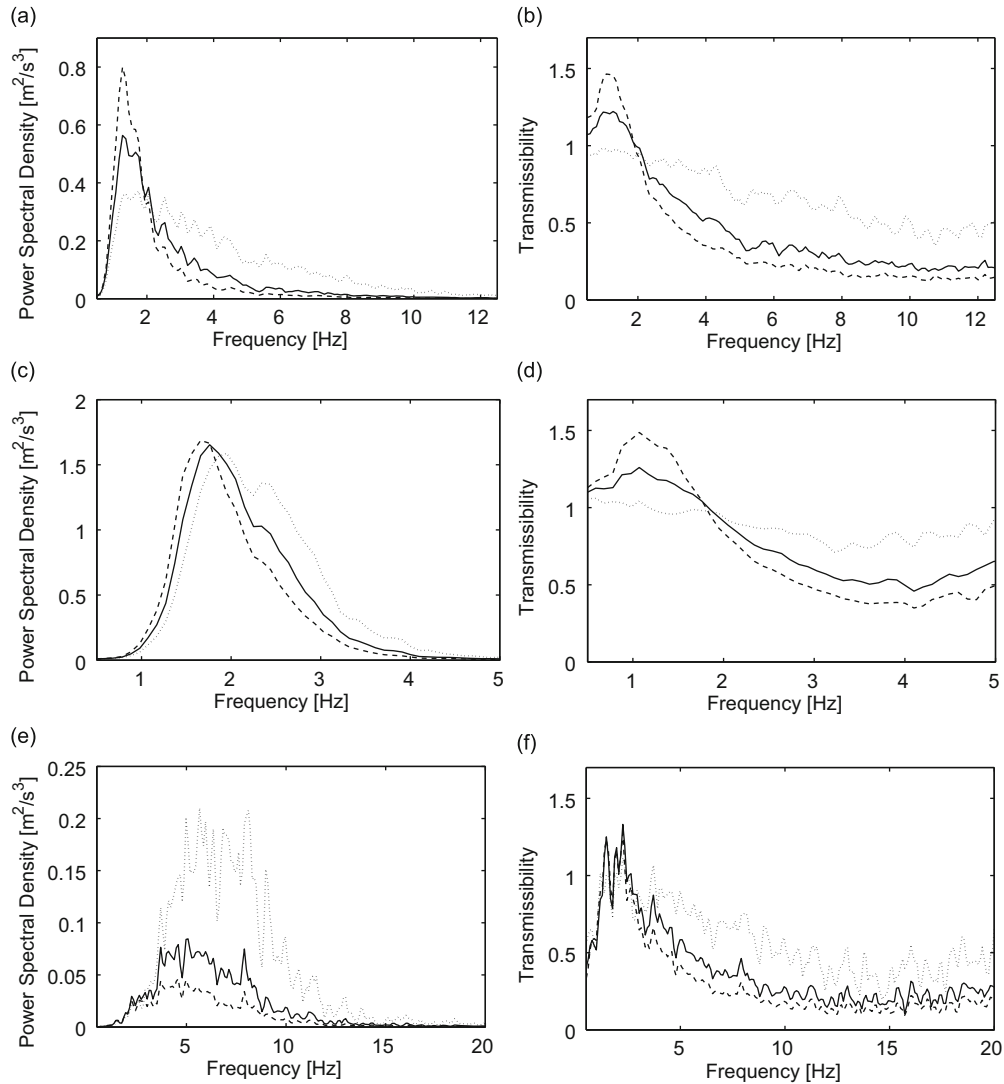 (a)
Power Spectral Density [m²/s³]
0.8
0.6
0.4
0.2
0
2 4 6 8 10 12
Frequency [Hz]
(b)
Transmissibility
1.5
1
0.5
0
2 4 6 8 10 12
Frequency [Hz]
(c)
Power Spectral Density [m²/s³]
2
1.5
1
0.5
0
1 2 3 4 5
Frequency [Hz]
(d)
Transmissibility
1.5
1
0.5
0
1 2 3 4 5
Frequency [Hz]
(e)
Power Spectral Density [m²/s³]
0.25
0.2
0.15
0.1
0.05
0
5 10 15 20
Frequency [Hz]
(f)
Transmissibility
1.5
1
0.5
0
5 10 15 20
Frequency [Hz]